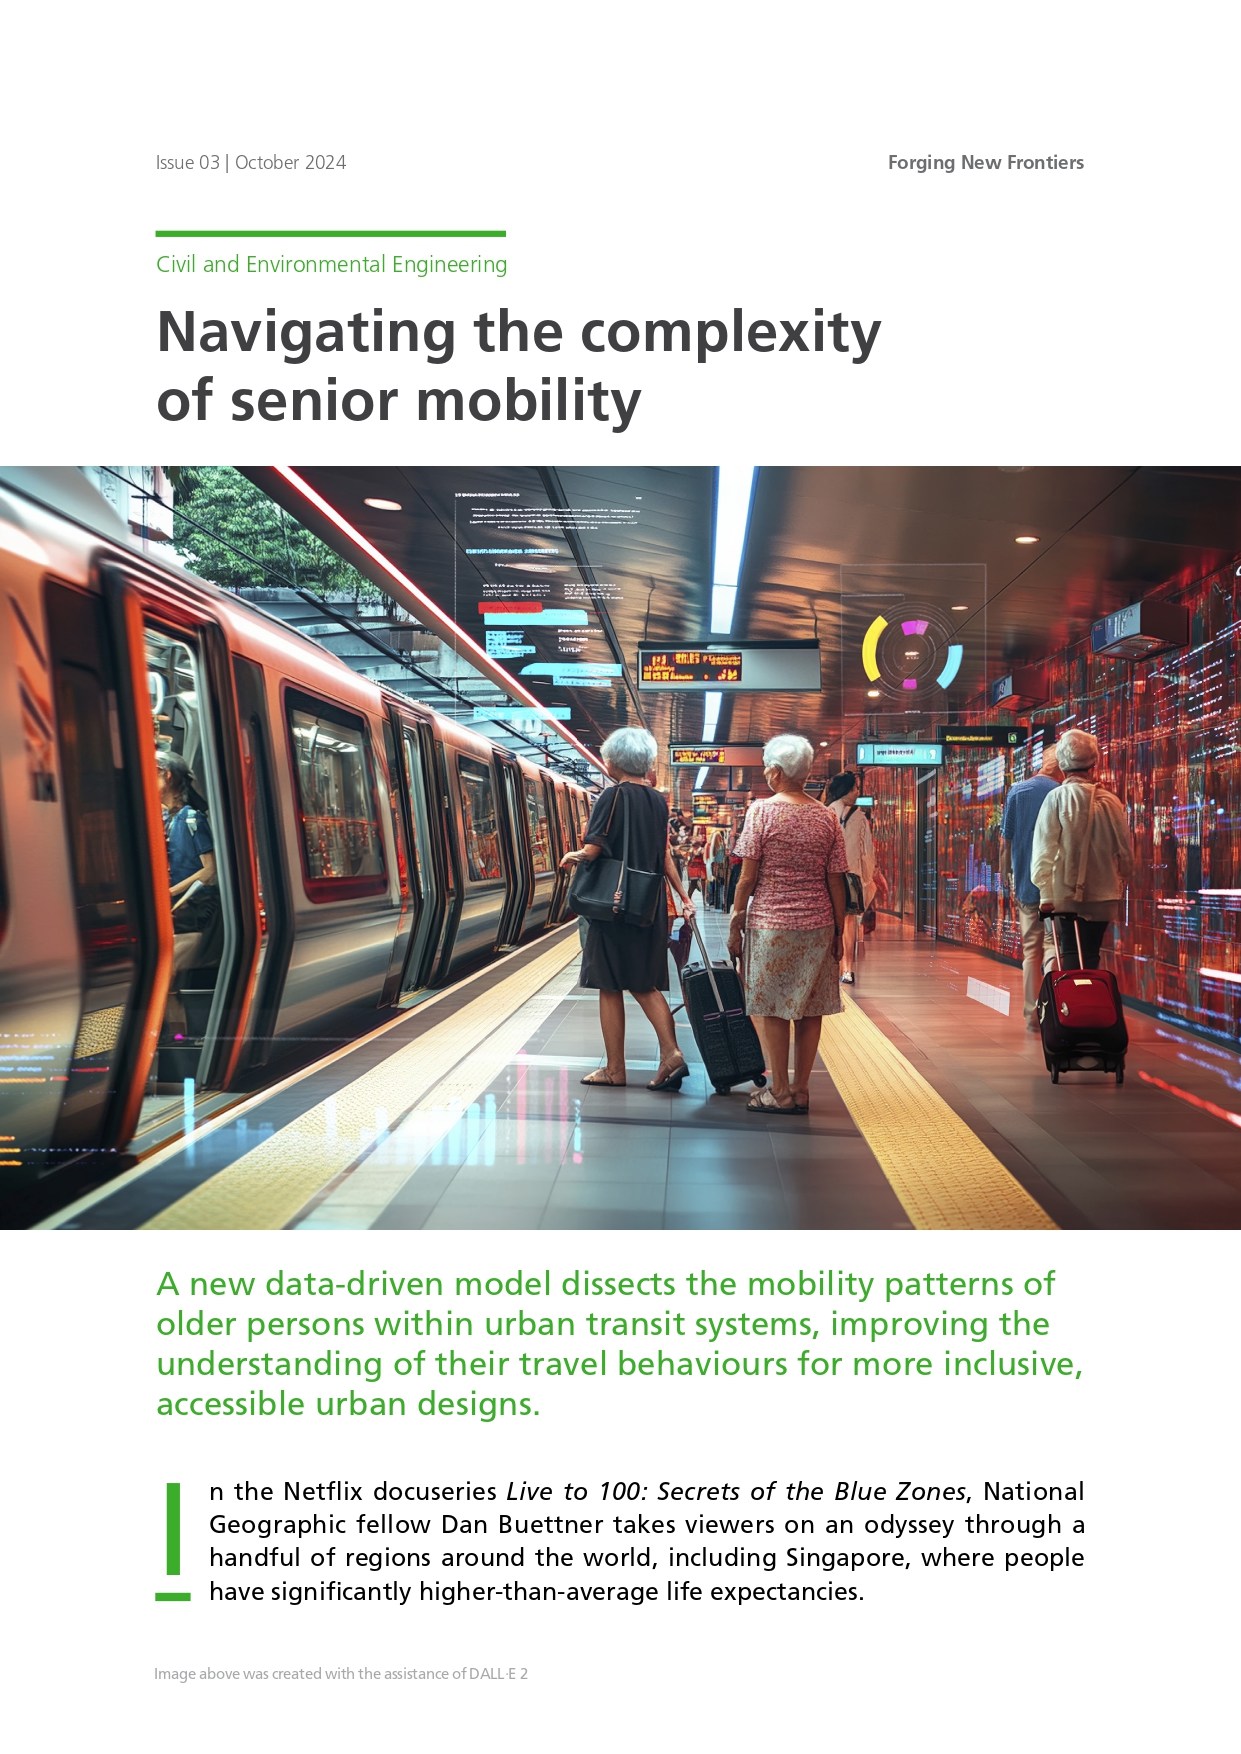 Issue 03 | October 2024
Forging New Frontiers
Civil and Environmental Engineering
Navigating the complexity
of senior mobility
A new data-driven model dissects the mobility patterns of
older persons within urban transit systems, improving the
understanding of their travel behaviours for more inclusive,
accessible urban designs.
In the Netflix docuseries Live to 100: Secrets of the Blue Zones, National
Geographic fellow Dan Buettner takes viewers on an odyssey through a
handful of regions around the world, including Singapore, where people
have significantly higher-than-average life expectancies.
Image above was created with the assistance of DALL·E 2